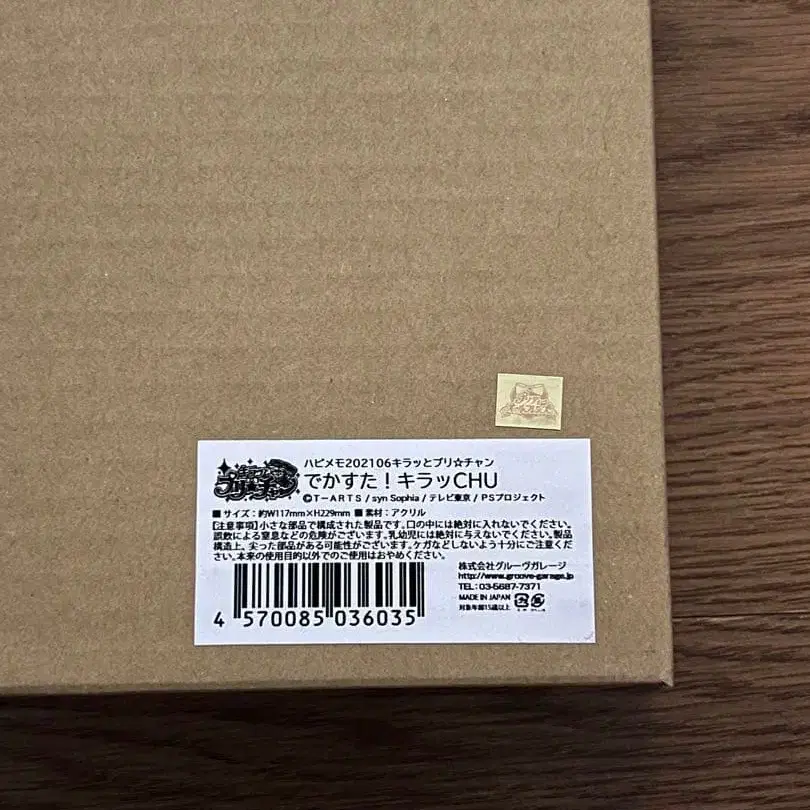 キラッと
プリ☆チャン
ハピメモ202106キラッとプリ☆チャン
でかすた！キラッCHU
©T-ARTS / syn Sophia / テレビ東京 / PSプロジェクト
■ サイズ：約W117mm×H229mm ■ 素材：アクリル
【注意事項】小さな部品で構成された製品です。口の中には絶対に入れないでください。
誤飲による窒息などの危険がございます。乳幼児には絶対に与えないでください。製品
構造上、尖った部品がある可能性がございます。ケガなどしないよう十分にご注意くだ
さい。本来の使用目的以外でのご使用はおやめください。
株式会社グルーヴガレージ
http://www.groove-garage.jp
TEL：03-5687-7371
MADE IN JAPAN
対象年齢15歳以上
4 570085 036035